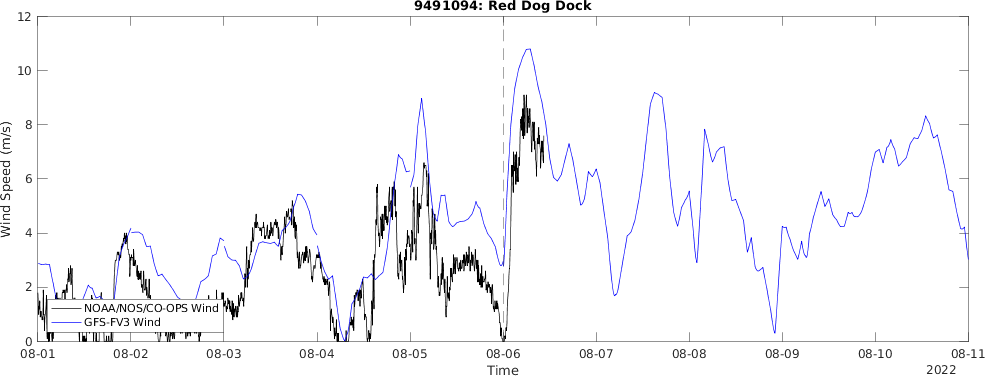 9491094: Red Dog Dock
12
10
8
6
4
2
0
Wind Speed (m/s)
NOAA/NOS/CO-OPS Wind
GFS-FV3 Wind
08-01 08-02 08-03 08-04 08-05 08-06 08-07 08-08 08-09 08-10 08-11
Time
2022